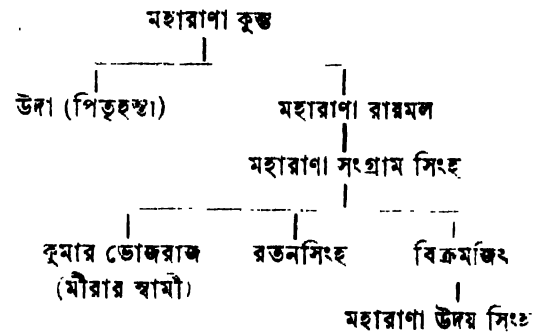 মহারাণা কুম্ভ
উদা (পিতৃহন্তা) মহারাণা রায়মল
মহারাণা সংগ্রাম সিংহ
কুমার ভোজরাজ রতনসিংহ বিক্রমজিৎ
(মীরার স্বামী)
মহারাণা উদয় সিংহ